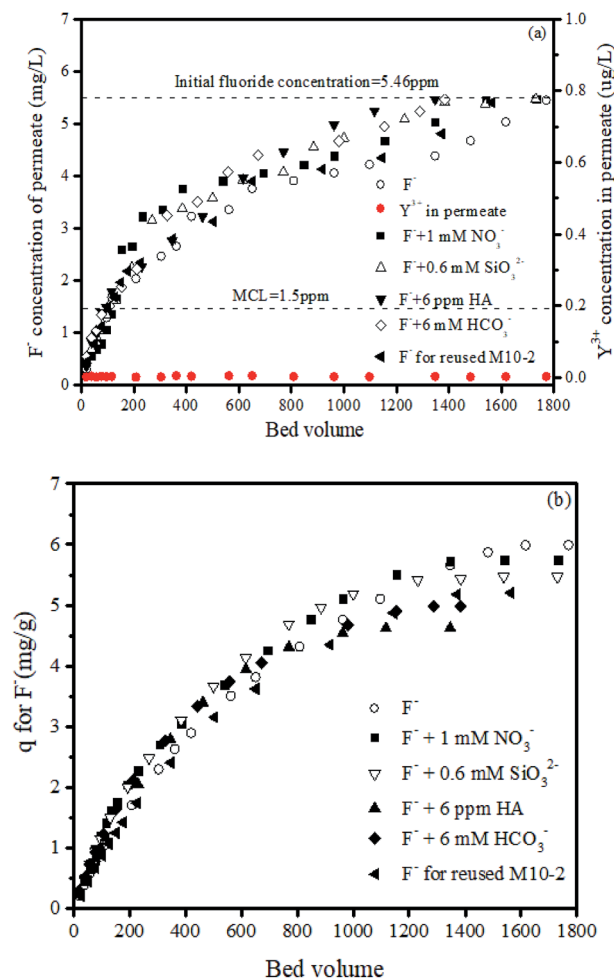 (a)
F⁻ concentration of permeate (mg/L)
Y³⁺ concentration in permeate (ug/L)
7
6
5
4
3
2
1
0
1.0
0.8
0.6
0.4
0.2
0.0
Initial fluoride concentration=5.46ppm
MCL=1.5ppm
F⁻
Y³⁺ in permeate
F⁻+1 mM NO₃⁻
F⁻+0.6 mM SiO₃²⁻
F⁻+6 ppm HA
F⁻+6 mM HCO₃⁻
F⁻ for reused M10-2
0 200 400 600 800 1000 1200 1400 1600 1800
Bed volume
(b)
q for F⁻(mg/g)
7
6
5
4
3
2
1
0
F⁻
F⁻ + 1 mM NO₃⁻
F⁻ + 0.6 mM SiO₃²⁻
F⁻ + 6 ppm HA
F⁻ + 6 mM HCO₃⁻
F⁻ for reused M10-2
0 200 400 600 800 1000 1200 1400 1600 1800
Bed volume